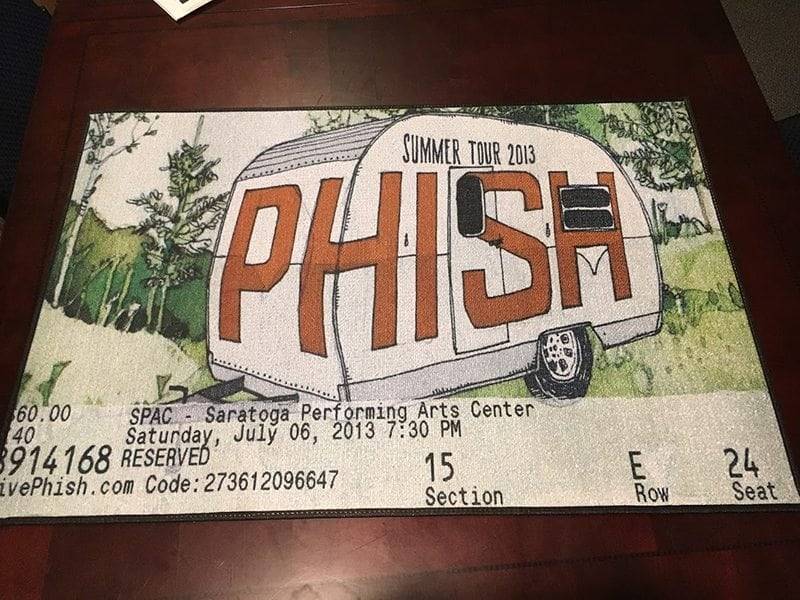 SUMMER TOUR 2013
PHISH
60.00 SPAC - Saratoga Performing Arts Center
40 Saturday, July 06, 2013 7:30 PM
8914168 RESERVED
ivePhish.com Code:273612096647
15 E 24
Section Row Seat